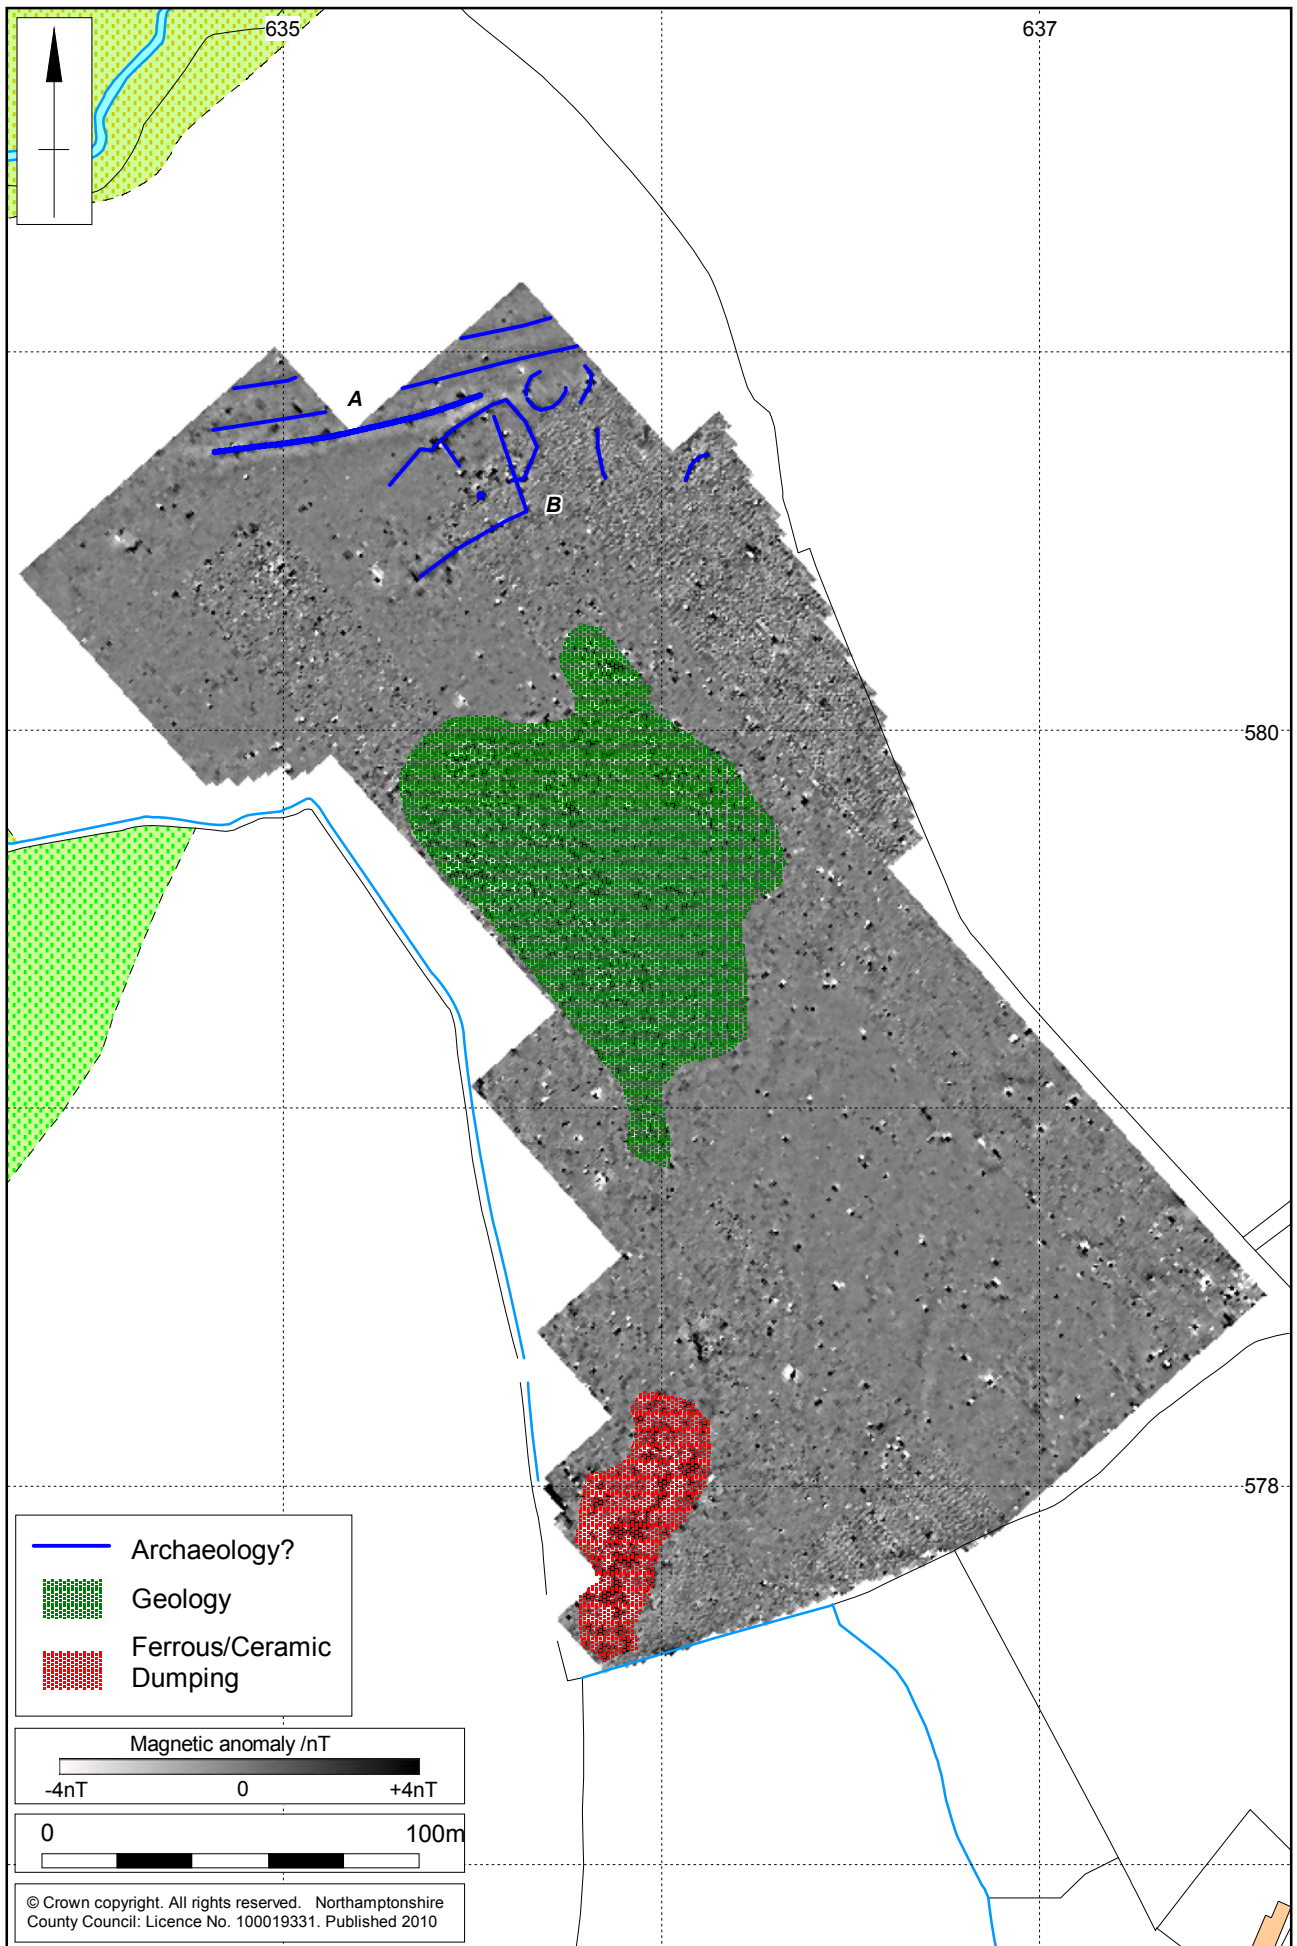 635
637
A
B
580
578
Archaeology?
Geology
Ferrous/Ceramic
Dumping
Magnetic anomaly /nT
-4nT 0 +4nT
0 100m
© Crown copyright. All rights reserved. Northamptonshire
County Council: Licence No. 100019331. Published 2010